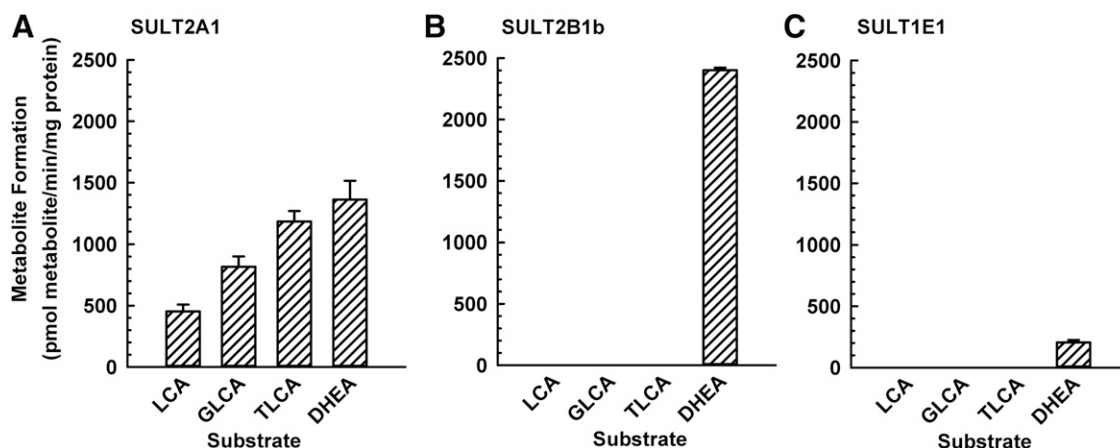 A SULT2A1
B SULT2B1b
C SULT1E1
Metabolite Formation
(pmol metabolite/min/mg protein)
2500
2000
1500
1000
500
0
LCA
GLCA
TLCA
DHEA
Substrate
2500
2000
1500
1000
500
0
LCA
GLCA
TLCA
DHEA
Substrate
2500
2000
1500
1000
500
0
LCA
GLCA
TLCA
DHEA
Substrate